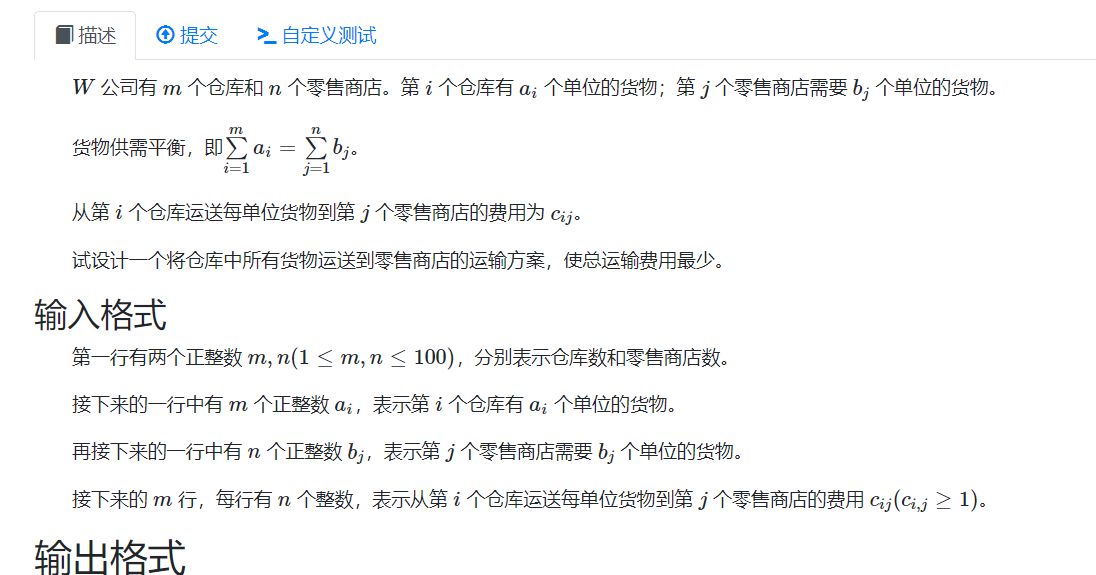 描述 提交 自定义测试
W 公司有 m 个仓库和 n 个零售商店。第 i 个仓库有 a_i 个单位的货物；第 j 个零售商店需要 b_j 个单位的货物。
货物供需平衡，即 \sum_{i=1}^{m} a_i = \sum_{j=1}^{n} b_j。
从第 i 个仓库运送每单位货物到第 j 个零售商店的费用为 c_{ij}。
试设计一个将仓库中所有货物运送到零售商店的运输方案，使总运输费用最少。
输入格式
第一行有两个正整数 m, n(1 ≤ m, n ≤ 100)，分别表示仓库数和零售商店数。
接下来的一行中有 m 个正整数 a_i，表示第 i 个仓库有 a_i 个单位的货物。
再接下来的一行中有 n 个正整数 b_j，表示第 j 个零售商店需要 b_j 个单位的货物。
接下来的 m 行，每行有 n 个整数，表示从第 i 个仓库运送每单位货物到第 j 个零售商店的费用 c_{ij}(c_{i,j} ≥ 1)。
输出格式